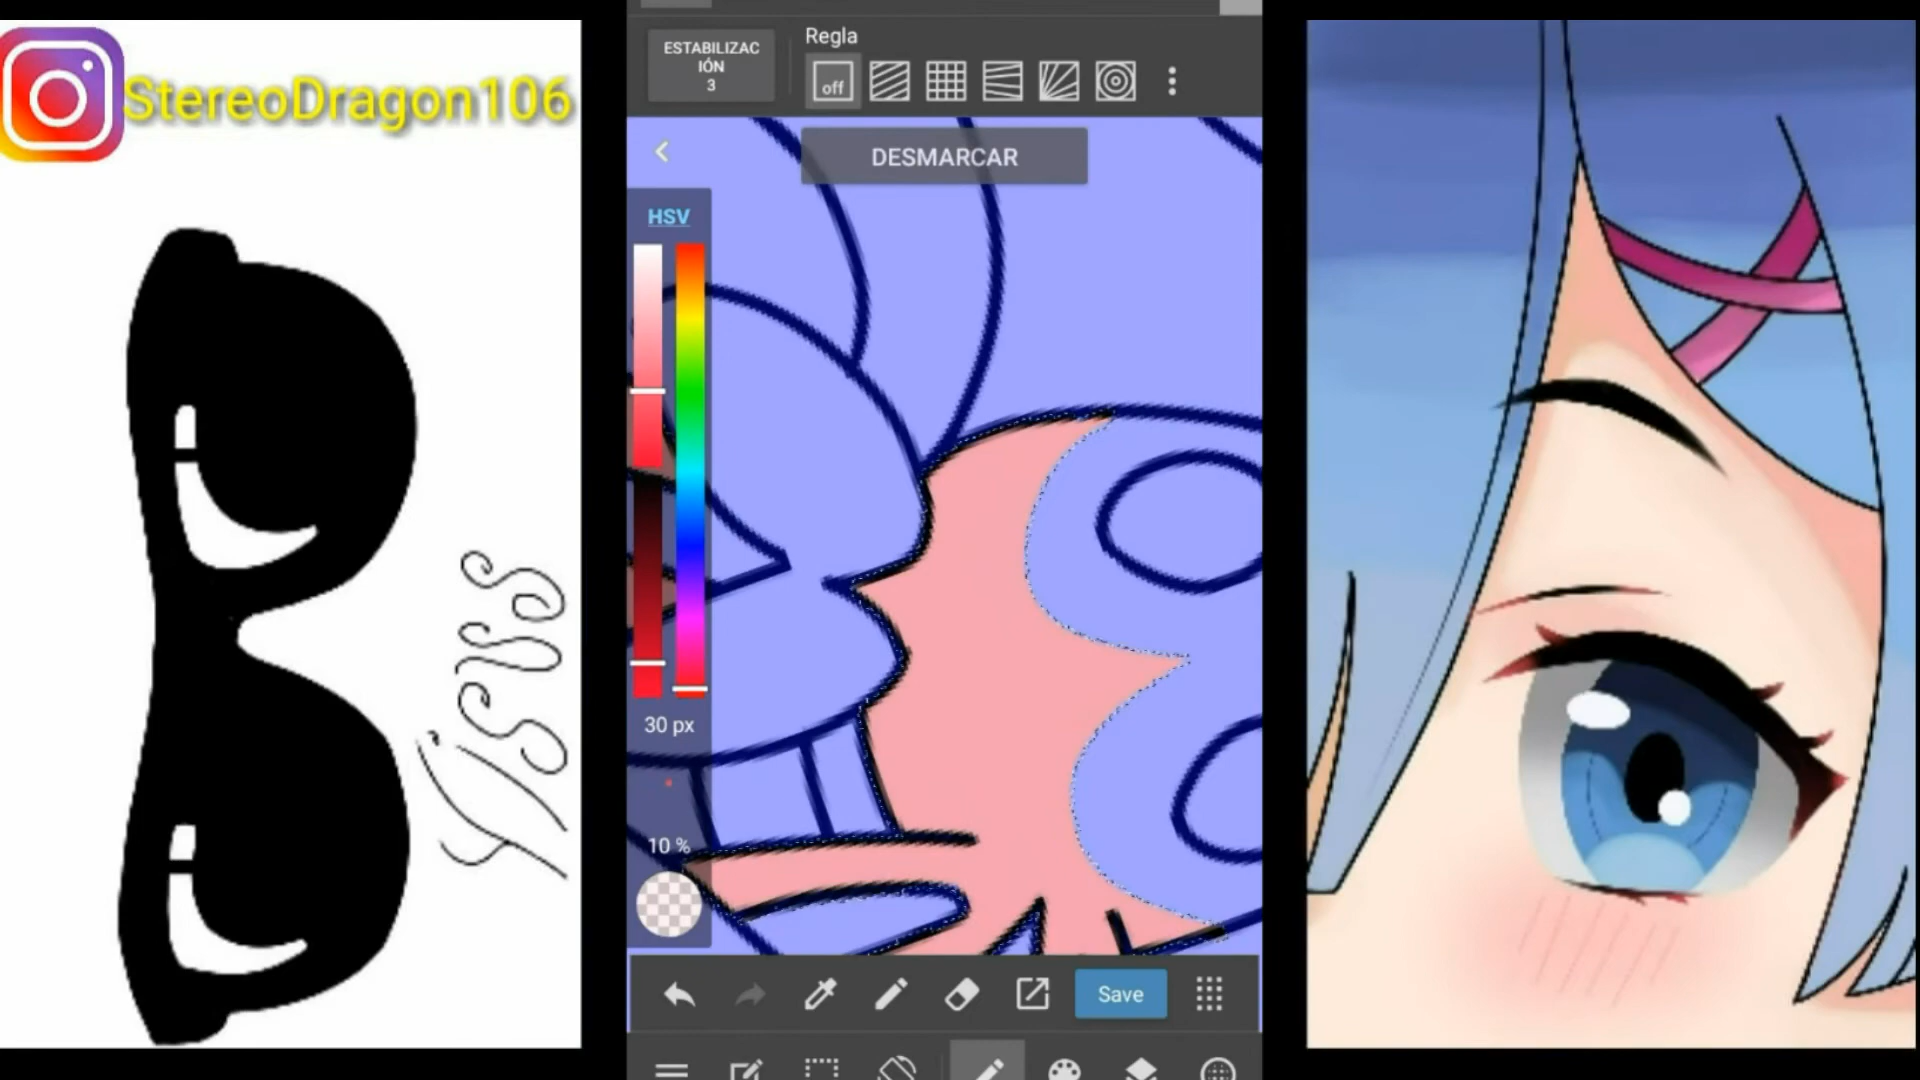 StereoDragon106
ESTABILIZAC
IÓN
3
Regla
off
DESMARCAR
HSV
30 px
10 %
Save